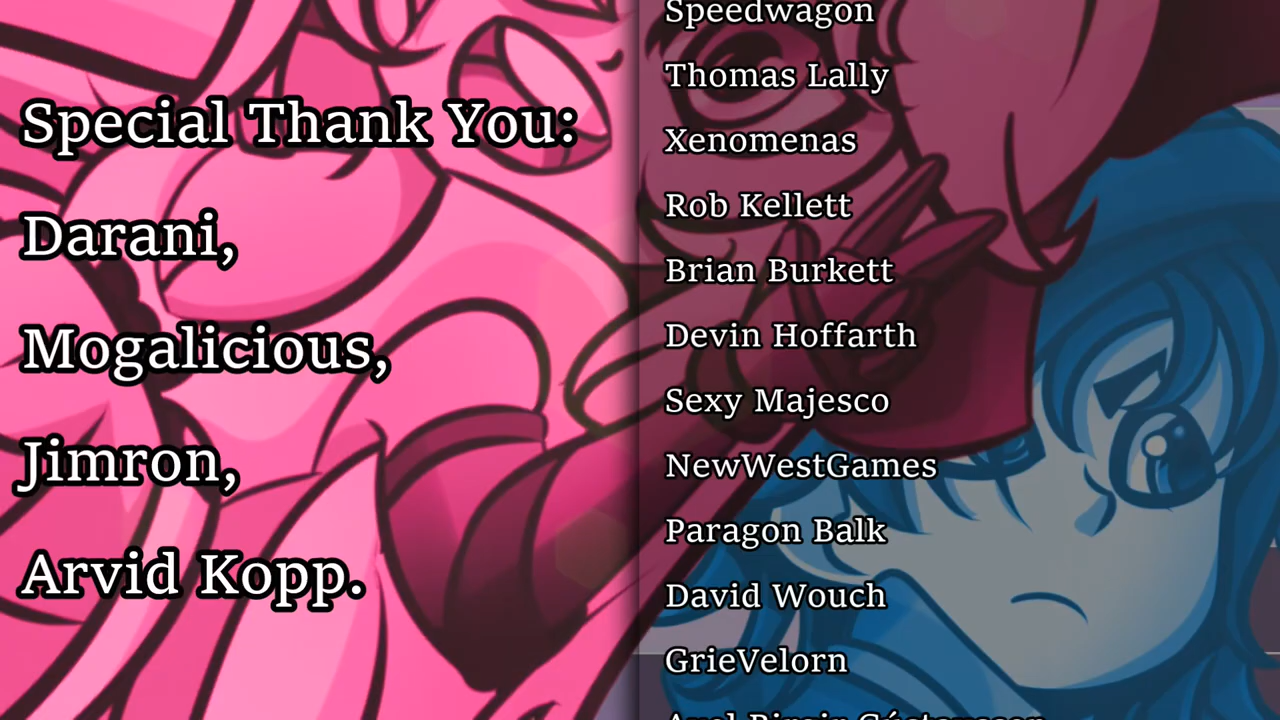 Special Thank You:
Darani,
Mogalicious,
Jimron,
Arvid Kopp.
Speedwagon
Thomas Lally
Xenomenas
Rob Kellett
Brian Burkett
Devin Hoffarth
Sexy Majesco
NewWestGames
Paragon Balk
David Wouch
GrieVelorn